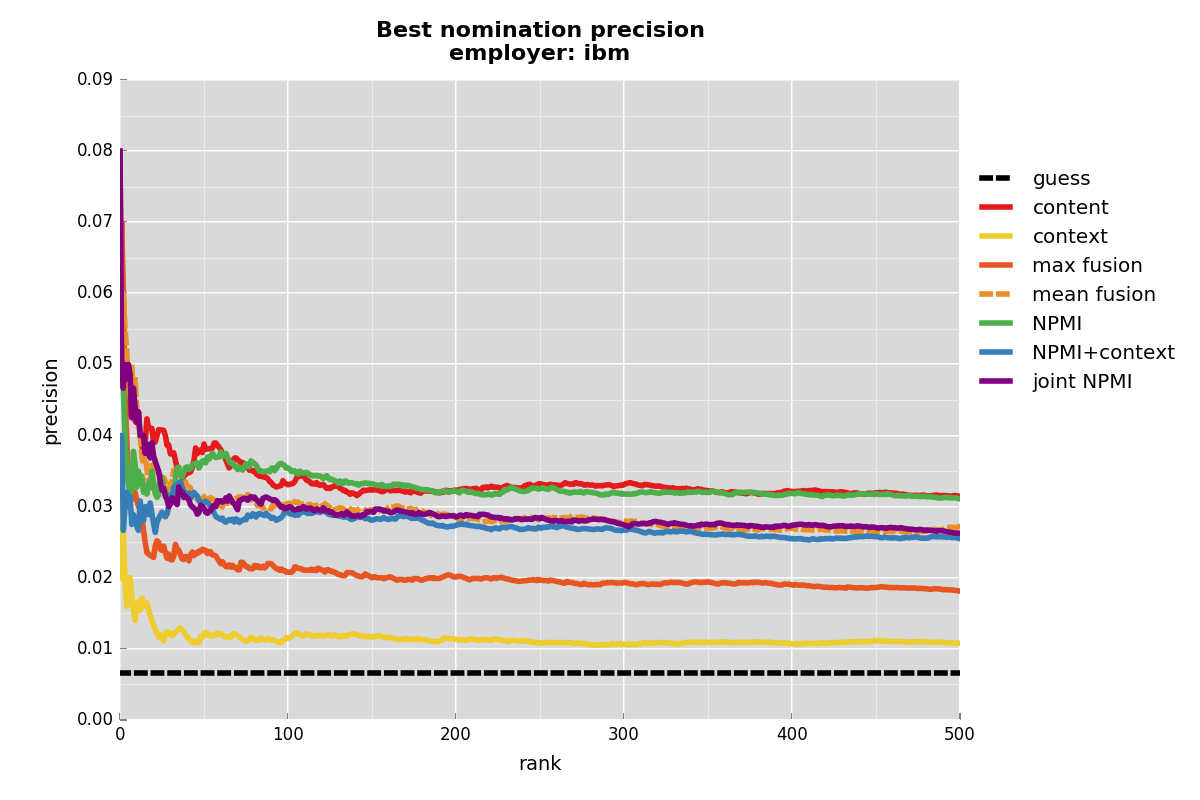 Best nomination precision
employer: ibm
precision
0.09
0.08
0.07
0.06
0.05
0.04
0.03
0.02
0.01
0.00
0 100 200 300 400 500
rank
guess
content
context
max fusion
mean fusion
NPMI
NPMI+context
joint NPMI